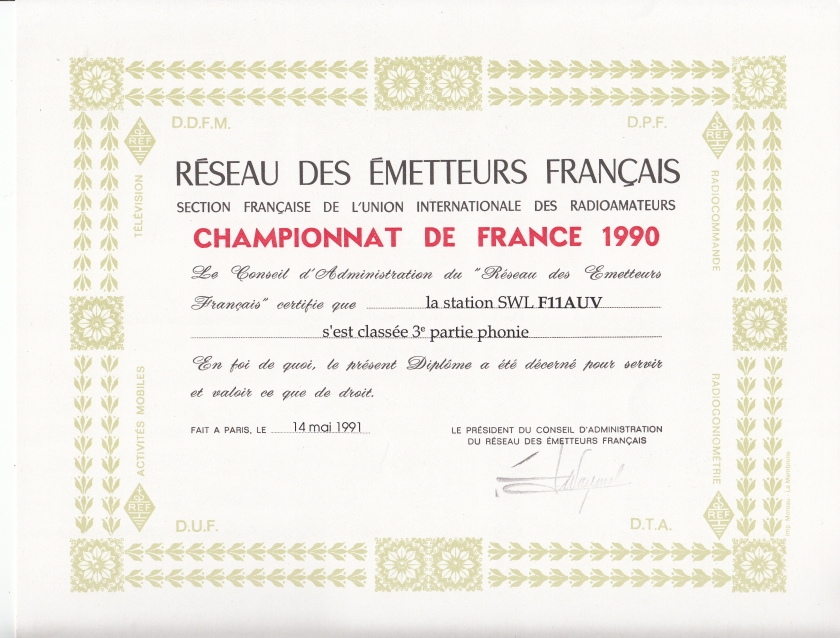 D.D.F.M.
D.P.F.
REF
REF
RÉSEAU DES ÉMETTEURS FRANÇAIS
SECTION FRANÇAISE DE L'UNION INTERNATIONALE DES RADIOAMATEURS
CHAMPIONNAT DE FRANCE 1990
Le Conseil d'Administration du "Réseau des Emetteurs
Français" certifie que la station SWL F11AUV
s'est classée 3e partie phonie
En foi de quoi, le présent Diplôme a été décerné pour servir
et valoir ce que de droit.
FAIT A PARIS, LE 14 mai 1991
LE PRÉSIDENT DU CONSEIL D'ADMINISTRATION
DU RÉSEAU DES ÉMETTEURS FRANÇAIS
TÉLÉVISION
ACTIVITÉS MOBILES
RADIOCOMMANDE
RADIOGONIOMÉTRIE
REF
REF
D.U.F.
D.T.A.